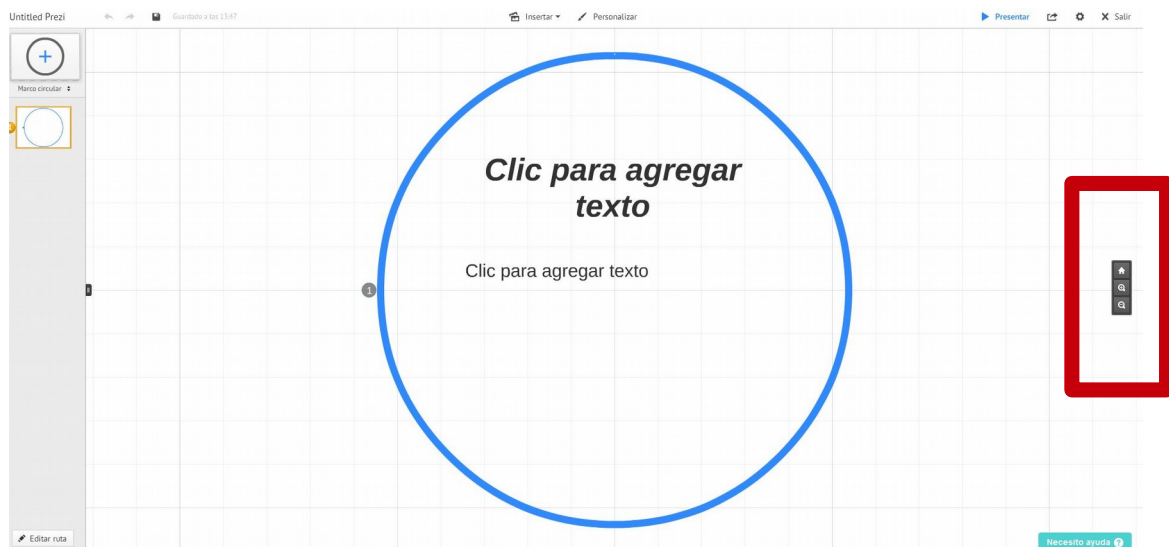 Untitled Prezi
Guardado a las 13:47
Insertar
Personalizar
Presentar
Salir
Marco circular
Clic para agregar
texto
Clic para agregar texto
1
Editar ruta
Necesito ayuda ?